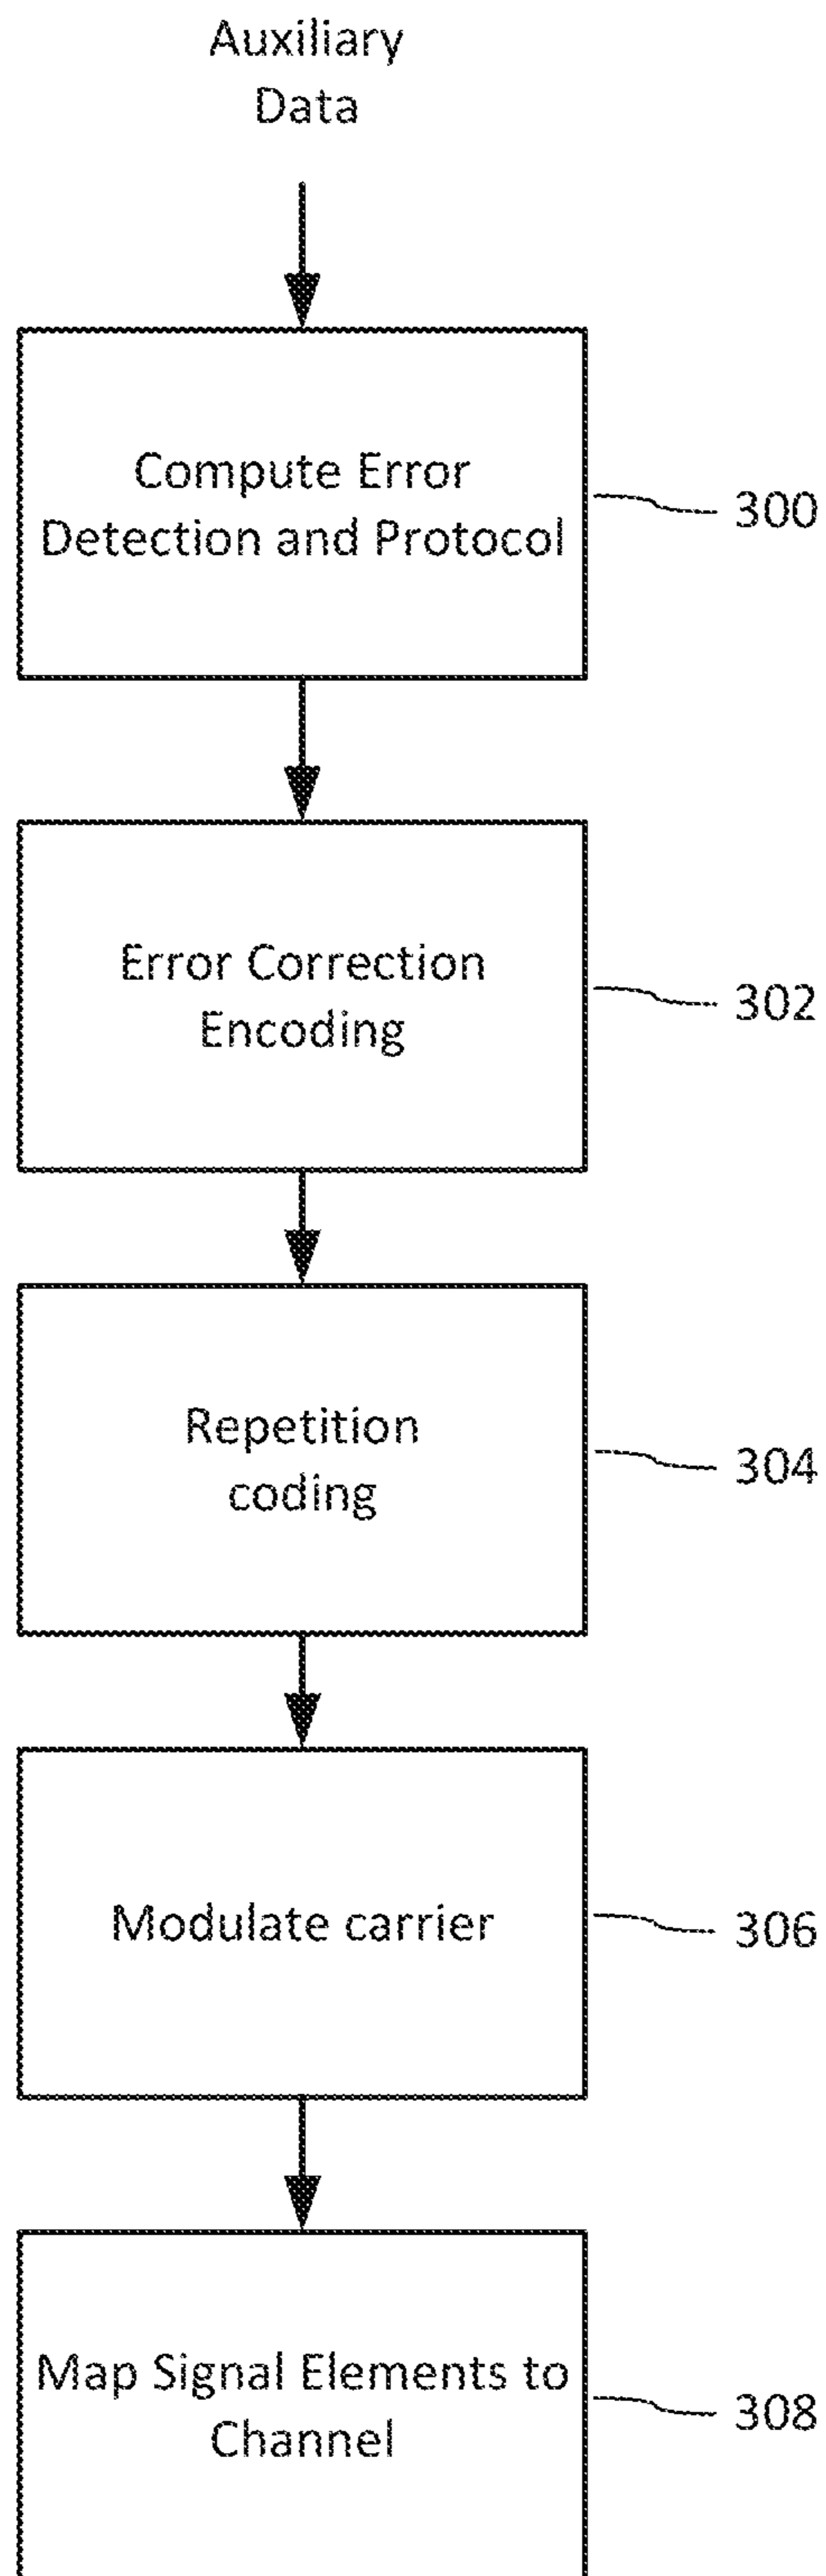 Auxiliary
Data
Compute Error
Detection and Protocol
300
Error Correction
Encoding
302
Repetition
coding
304
Modulate carrier
306
Map Signal Elements to
Channel
308